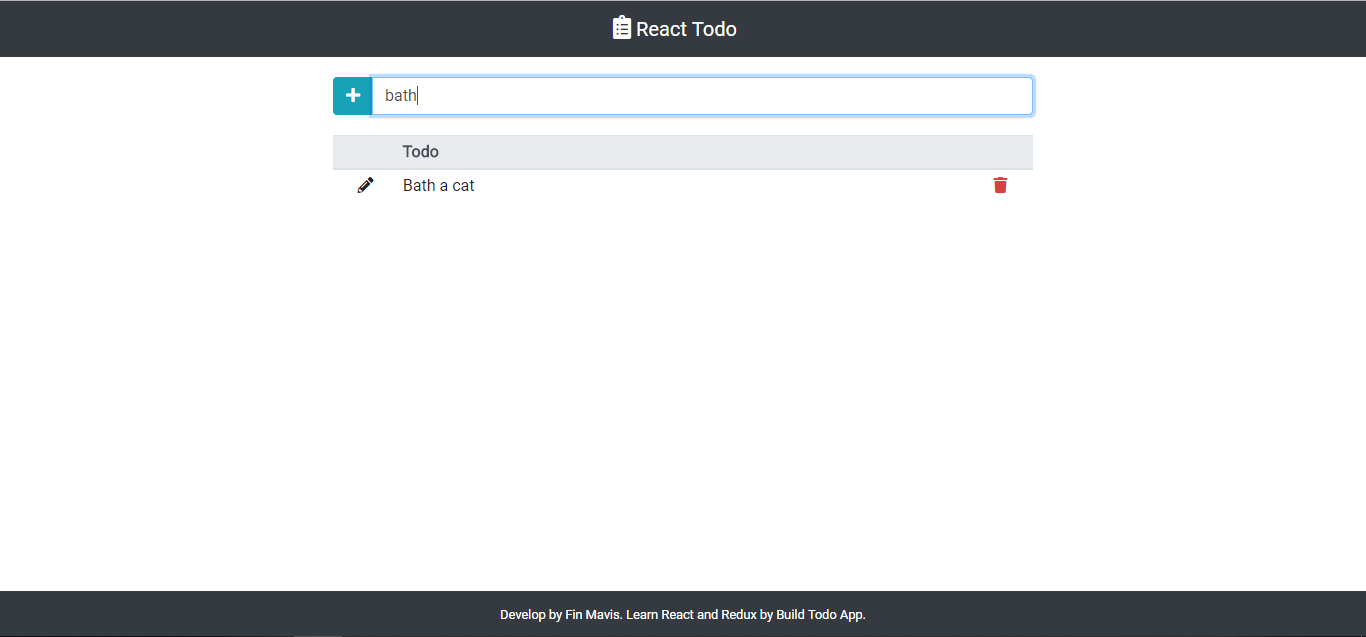 React Todo
bath
Todo
Bath a cat
Develop by Fin Mavis. Learn React and Redux by Build Todo App.